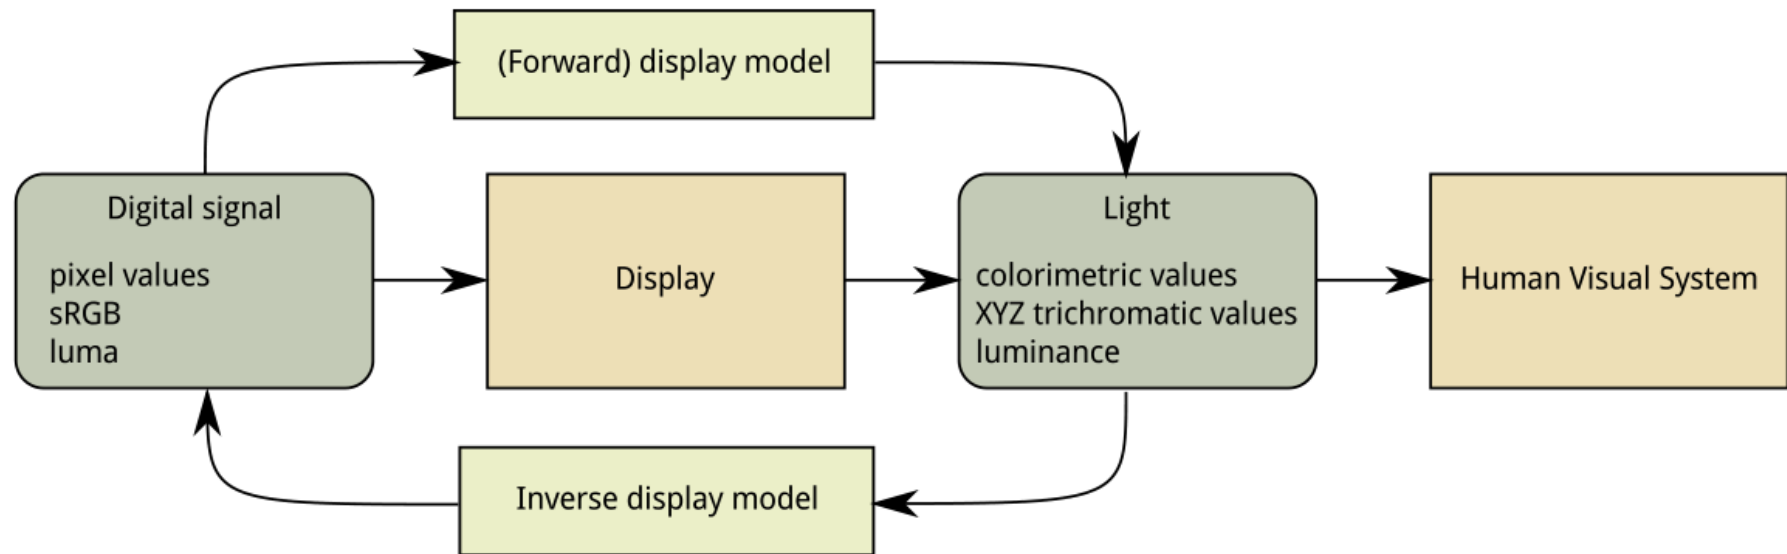 (Forward) display model
Digital signal
pixel values
sRGB
luma
Display
Light
colorimetric values
XYZ trichromatic values
luminance
Human Visual System
Inverse display model